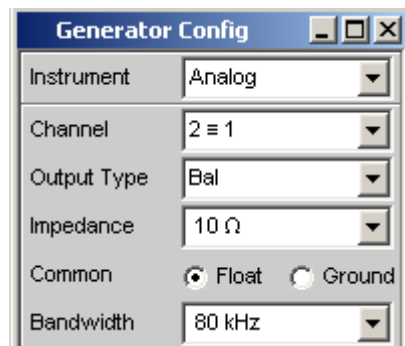 Generator Config
Instrument Analog
Channel 2 ≡ 1
Output Type Bal
Impedance 10 Ω
Common Float Ground
Bandwidth 80 kHz